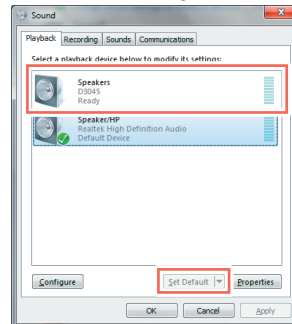 Sound
Playback Recording Sounds Communications
Select a playback device below to modify its settings:
Speakers
D3045
Ready
Speaker/HP
Realtek High Definition Audio
Default Device
Configure Set Default Properties
OK Cancel Apply